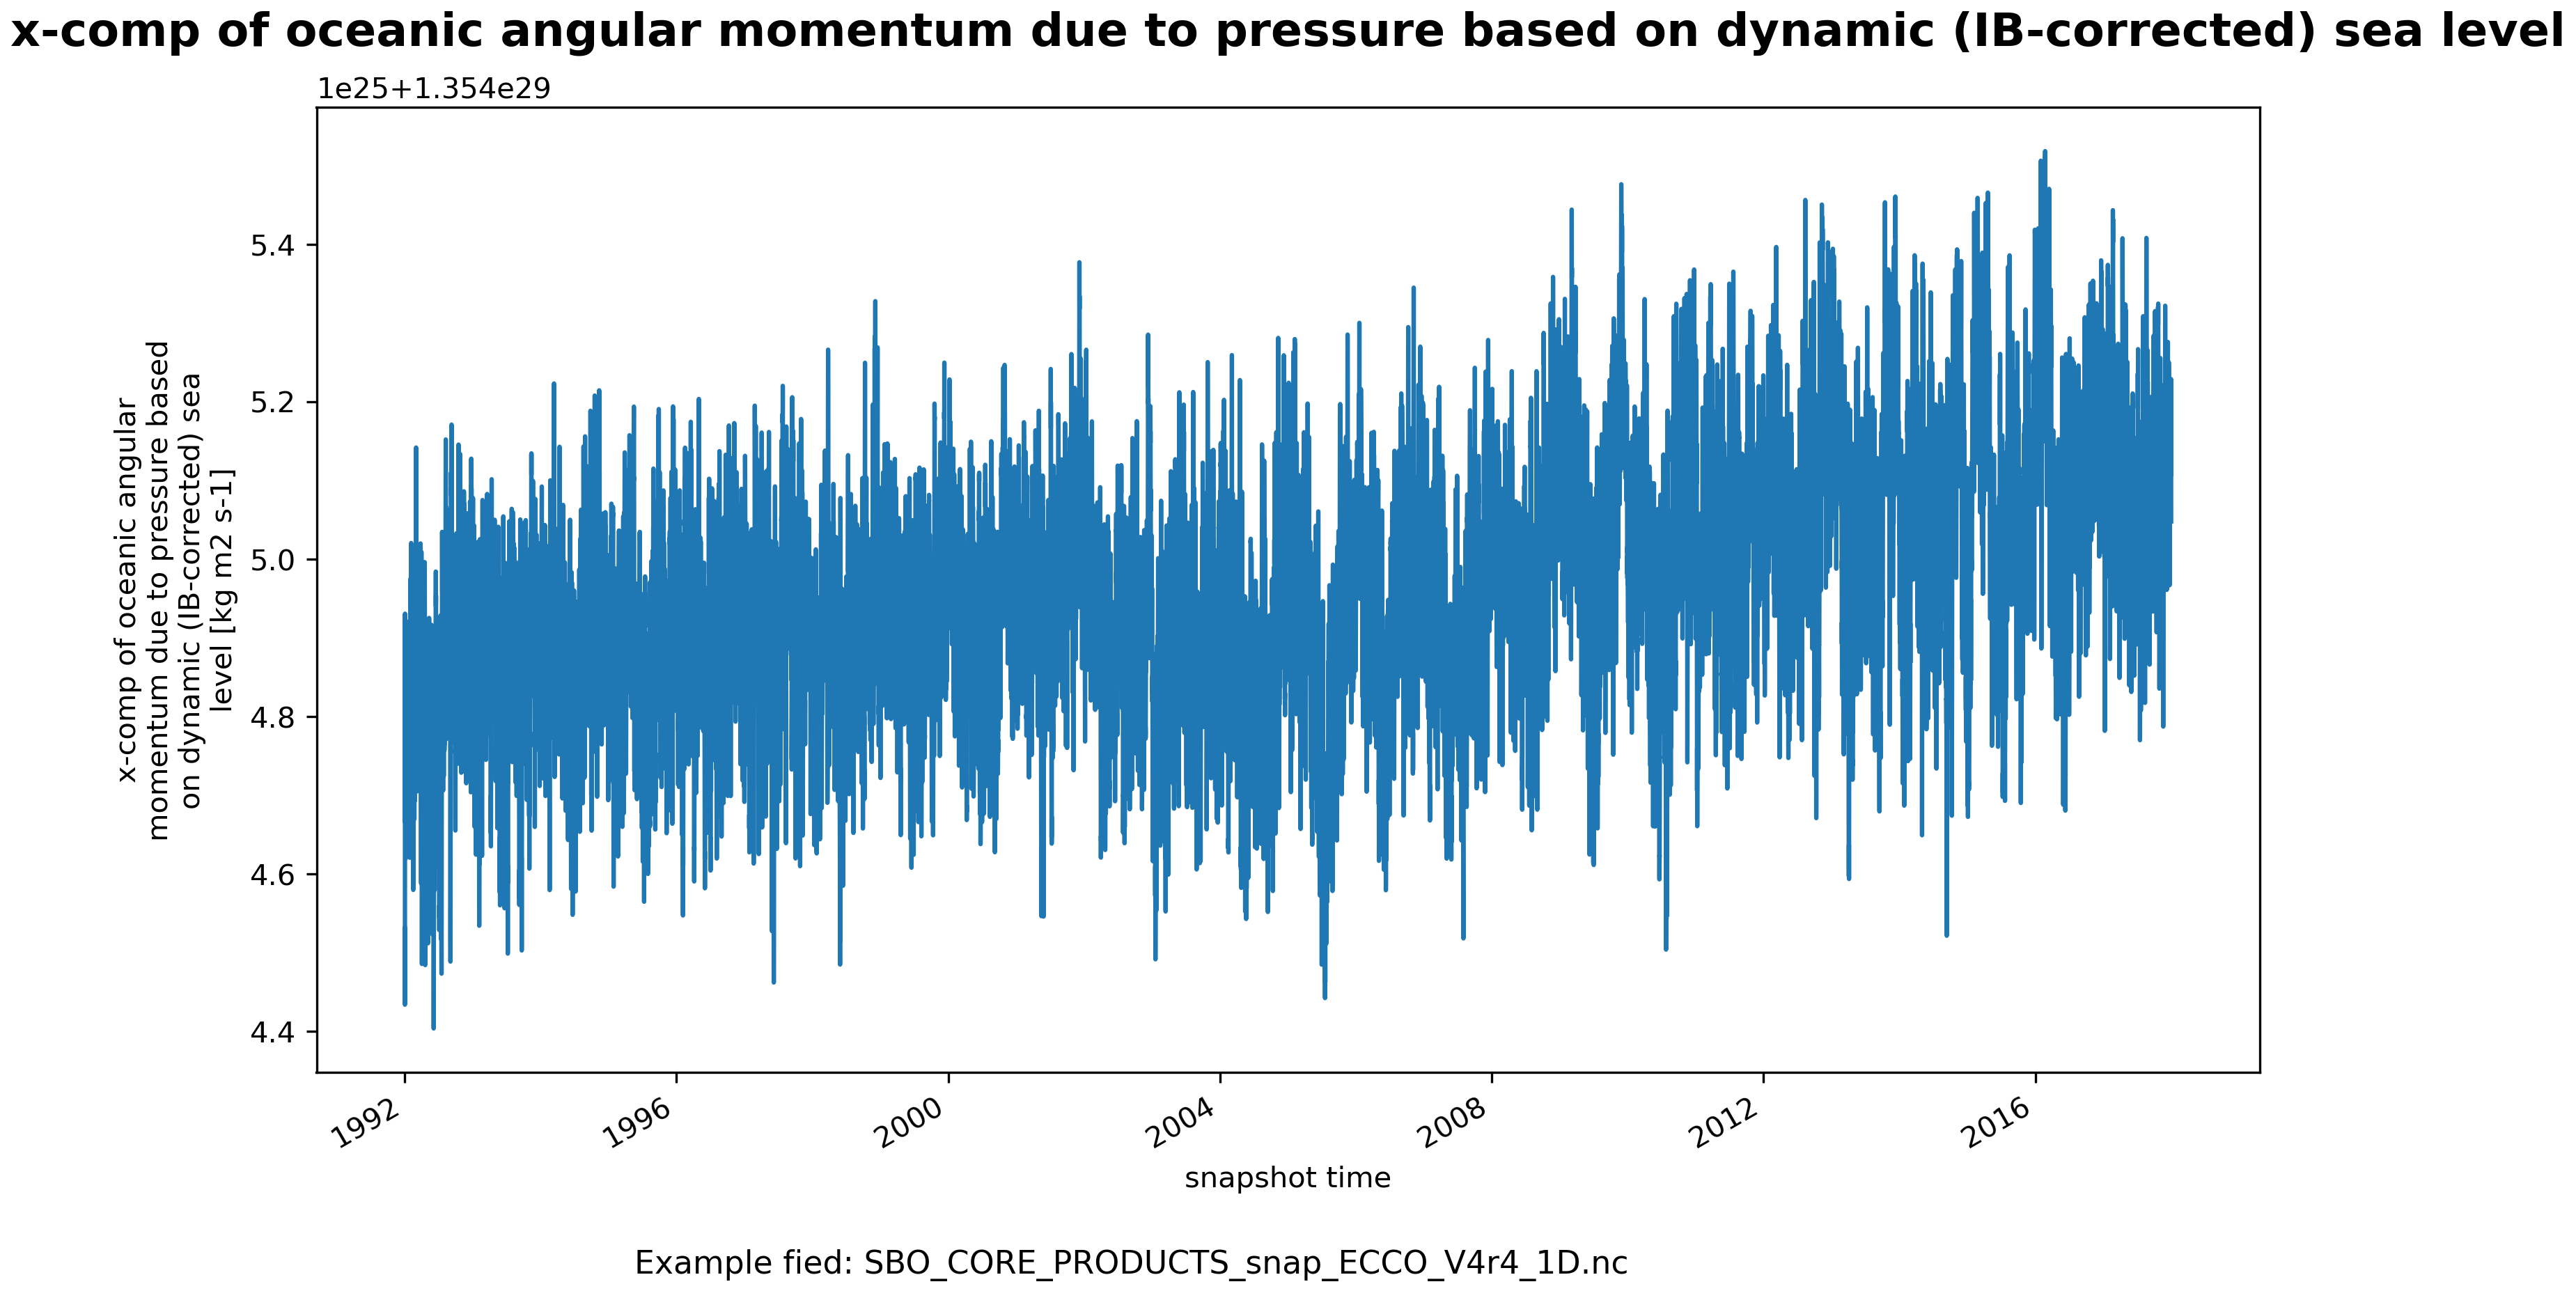 x-comp of oceanic angular momentum due to pressure based on dynamic (IB-corrected) sea level
1e25+1.354e29
5.4
5.2
5.0
4.8
4.6
4.4
x-comp of oceanic angular
momentum due to pressure based
on dynamic (IB-corrected) sea
level [kg m2 s-1]
1992
1996
2000
2004
2008
2012
2016
snapshot time
Example fied: SBO_CORE_PRODUCTS_snap_ECCO_V4r4_1D.nc